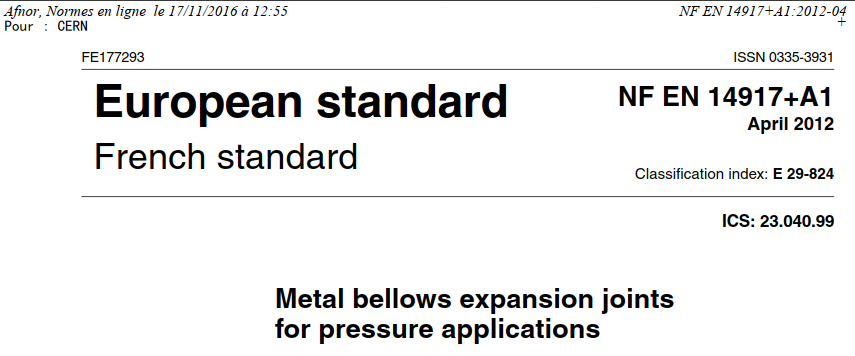 Afnor, Normes en ligne le 17/11/2016 à 12:55
NF EN 14917+A1:2012-04
Pour : CERN
+
FE177293
ISSN 0335-3931
European standard
NF EN 14917+A1
April 2012
French standard
Classification index: E 29-824
ICS: 23.040.99
Metal bellows expansion joints
for pressure applications